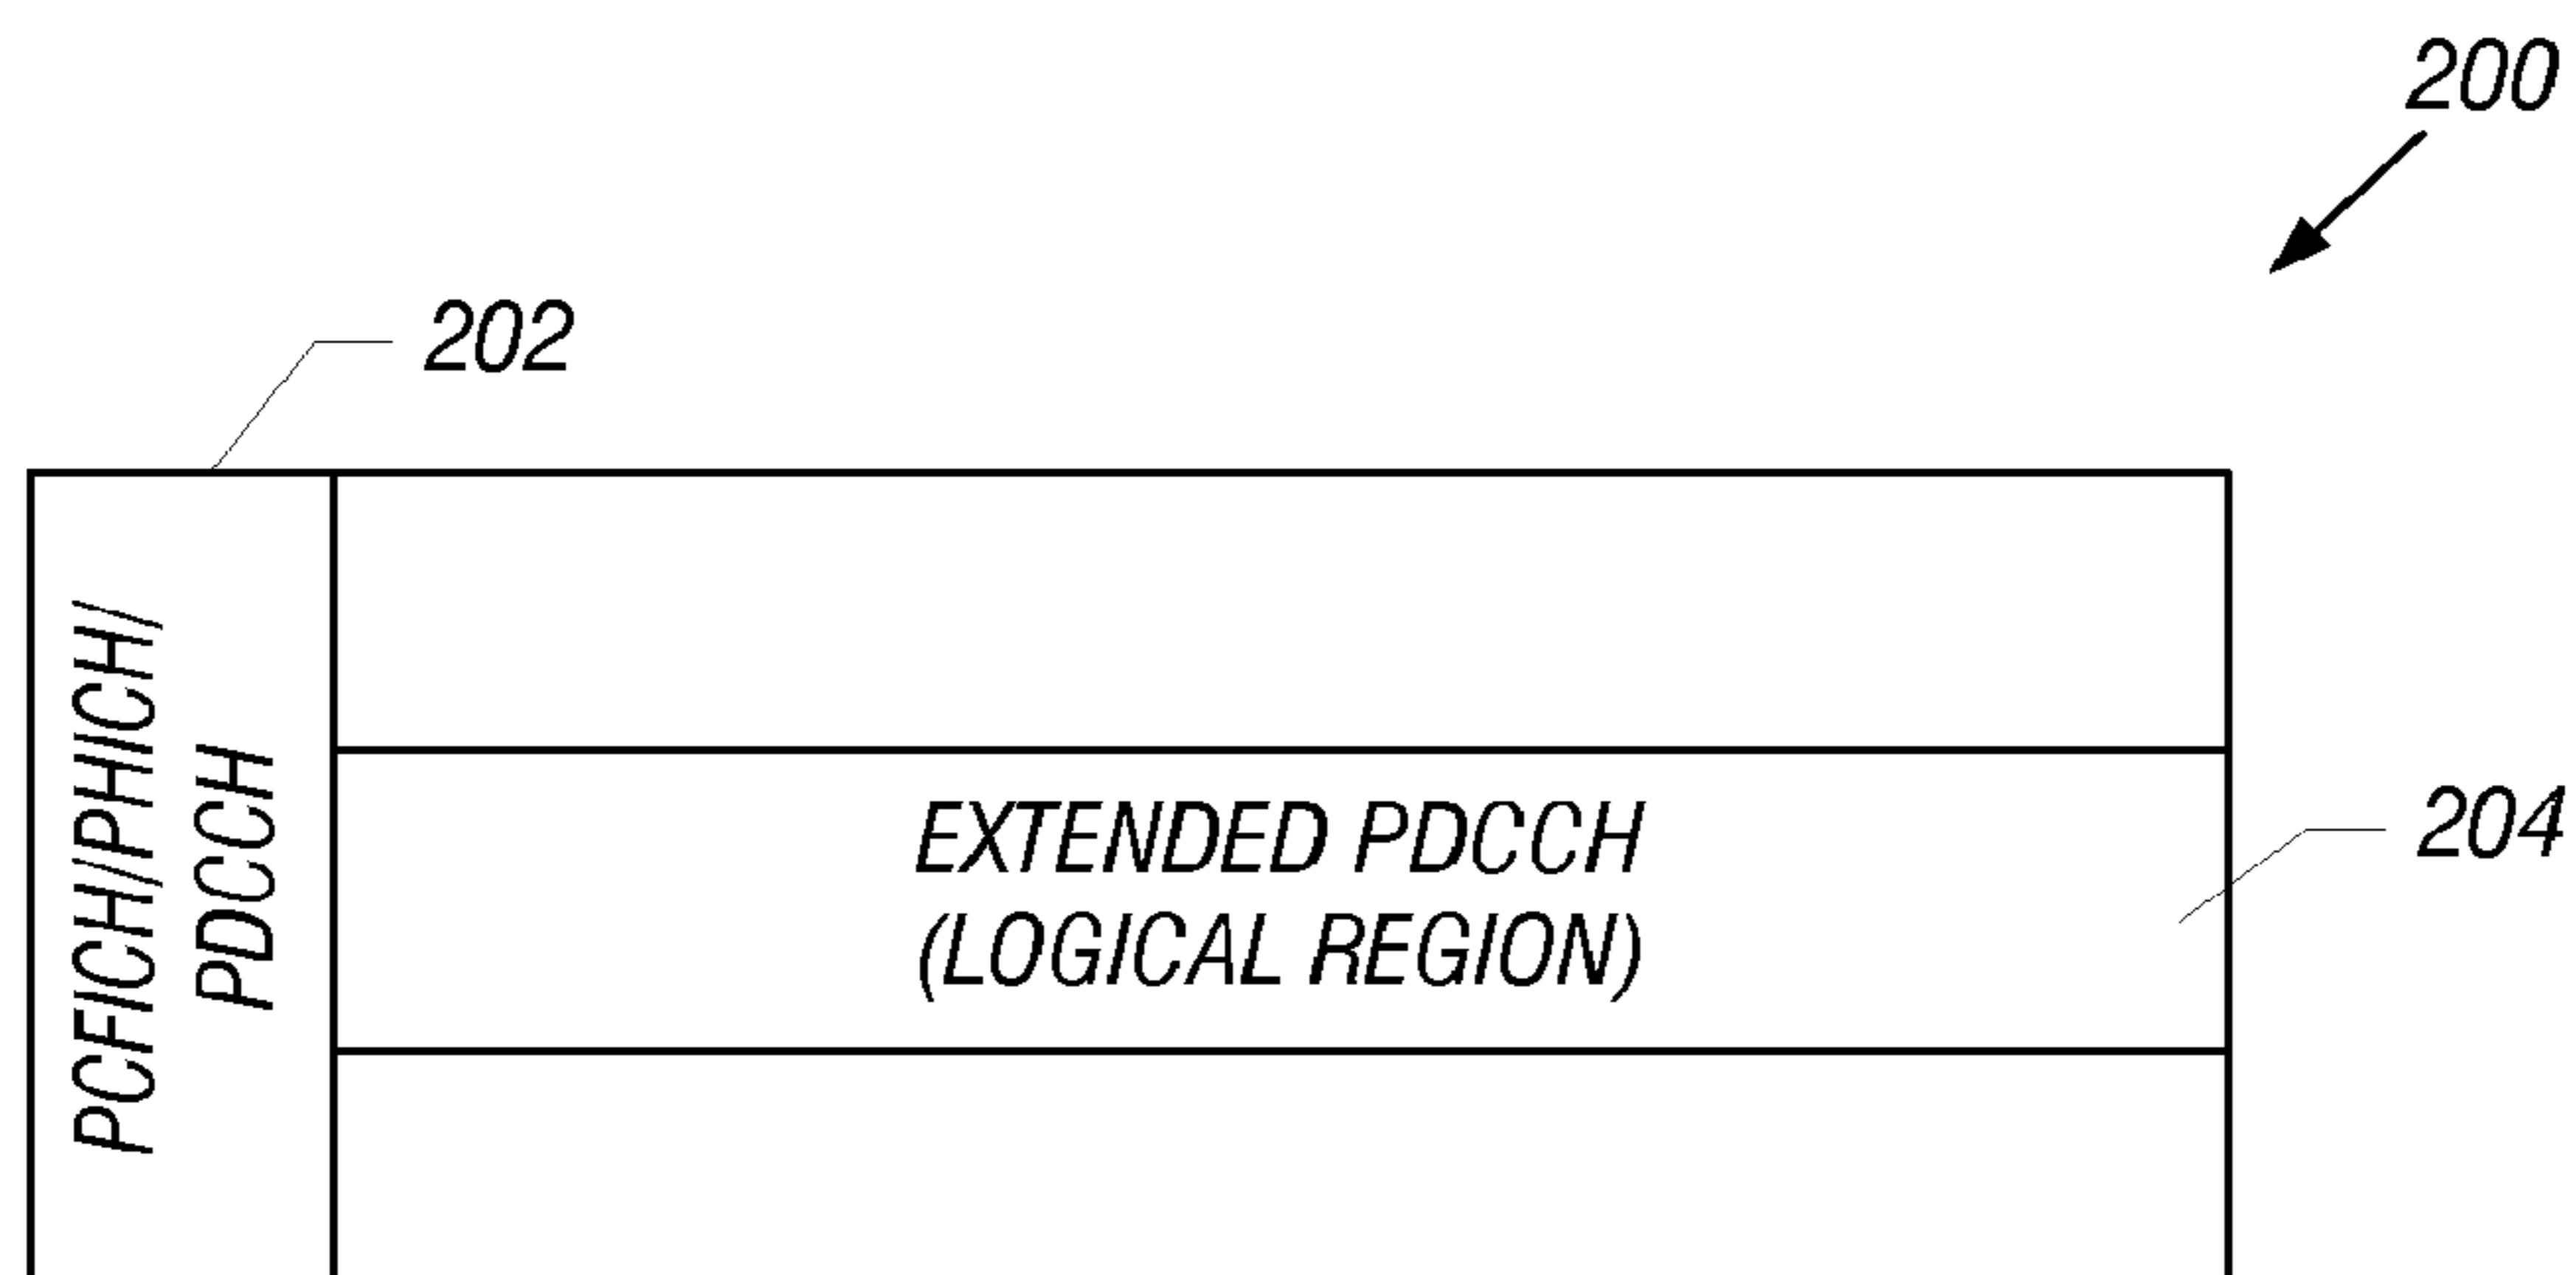 200
202
PCFICH/PHICH/
PDCCH
EXTENDED PDCCH
(LOGICAL REGION)
204